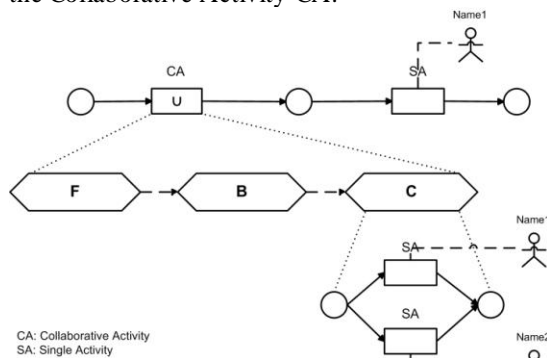 the Collaborative Activity CA.
Name1
CA
SA
U
F
B
C
Name1
SA
SA
Name2
CA: Collaborative Activity
SA: Single Activity